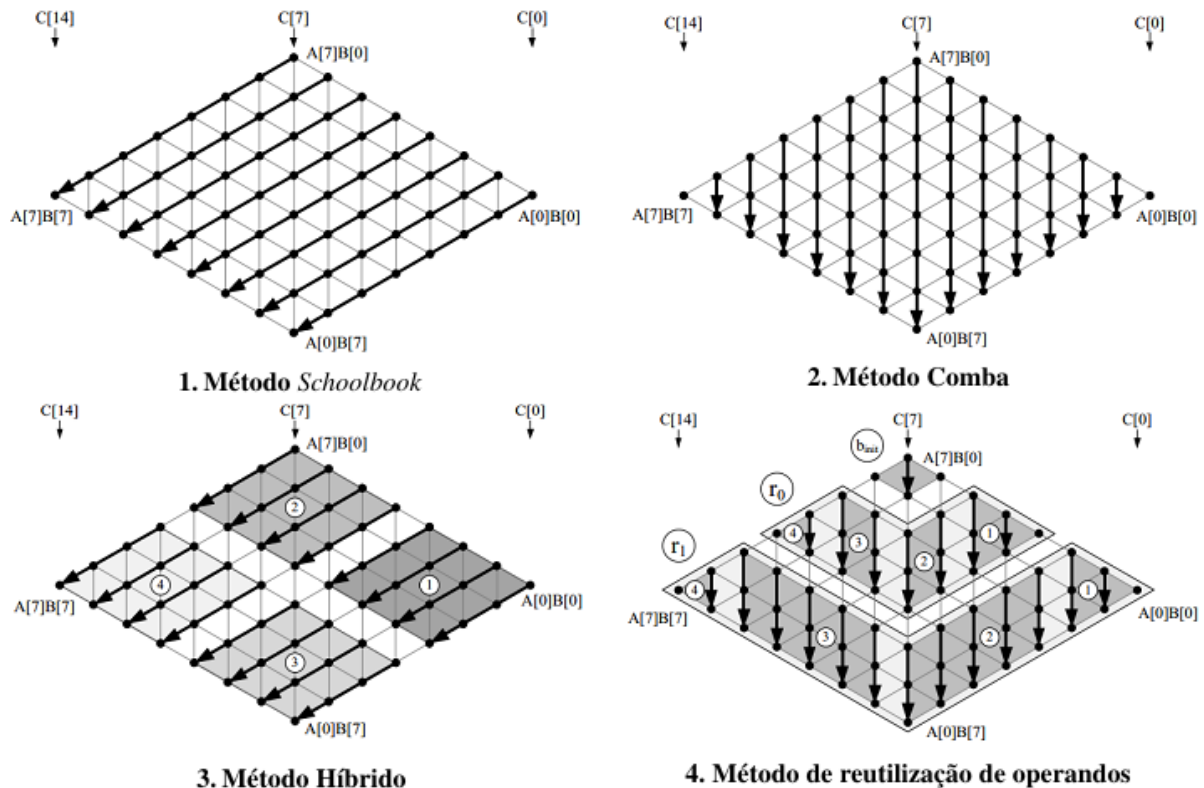 C[14] C[7] C[0]
A[7]B[0]
A[7]B[7] A[0]B[0]
A[0]B[7]
1. Método Schoolbook
C[14] C[7] C[0]
A[7]B[0]
A[7]B[7] A[0]B[0]
A[0]B[7]
2. Método Comba
C[14] C[7] C[0]
A[7]B[0]
2
4 1
A[7]B[7] A[0]B[0]
3
A[0]B[7]
3. Método Híbrido
C[14] C[7] C[0]
b_init
A[7]B[0]
r_0
4 3 2 1
r_1
4 1
A[7]B[7] A[0]B[0]
3 2
A[0]B[7]
4. Método de reutilização de operandos